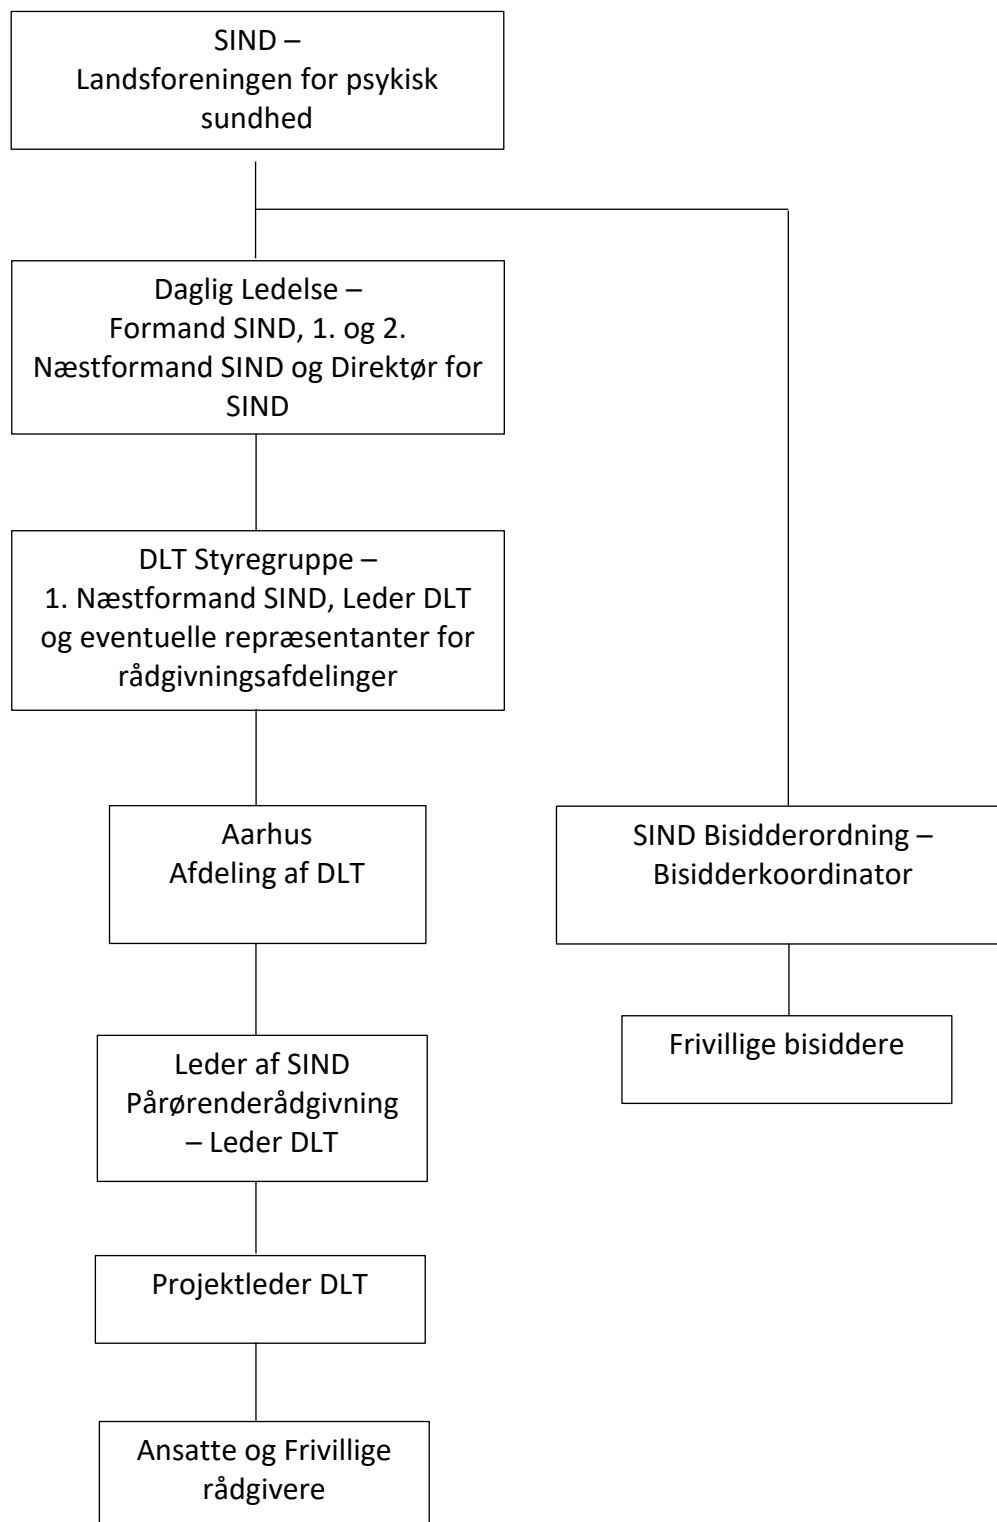 SIND –
Landsforeningen for psykisk
sundhed
Daglig Ledelse –
Formand SIND, 1. og 2.
Næstformand SIND og Direktør for
SIND
DLT Styregruppe –
1. Næstformand SIND, Leder DLT
og eventuelle repræsentanter for
rådgivningsafdelinger
Aarhus
Afdeling af DLT
SIND Bisidderordning –
Bisidderkoordinator
Leder af SIND
Pårørenderådgivning
– Leder DLT
Frivillige bisiddere
Projektleder DLT
Ansatte og Frivillige
rådgivere